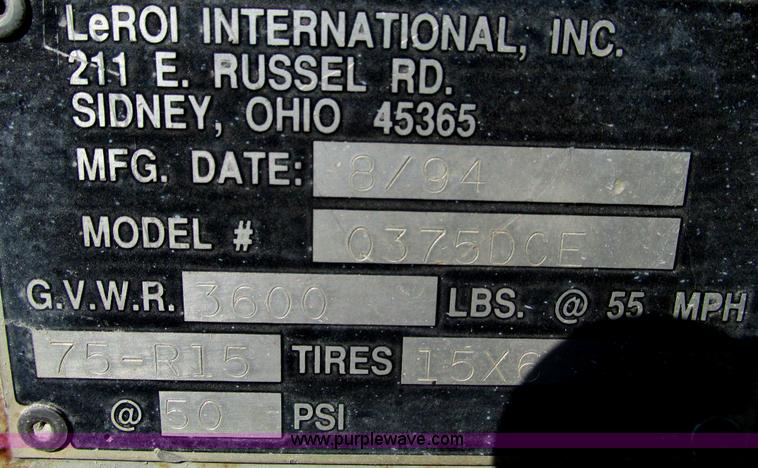 LeROI INTERNATIONAL, INC.
211 E. RUSSEL RD.
SIDNEY, OHIO 45365
MFG. DATE: 8/94
MODEL # Q375DCE
G.V.W.R. 3600 LBS. @ 55 MPH
75-R15 TIRES 15X6
@ 50 PSI
www.purplewave.com